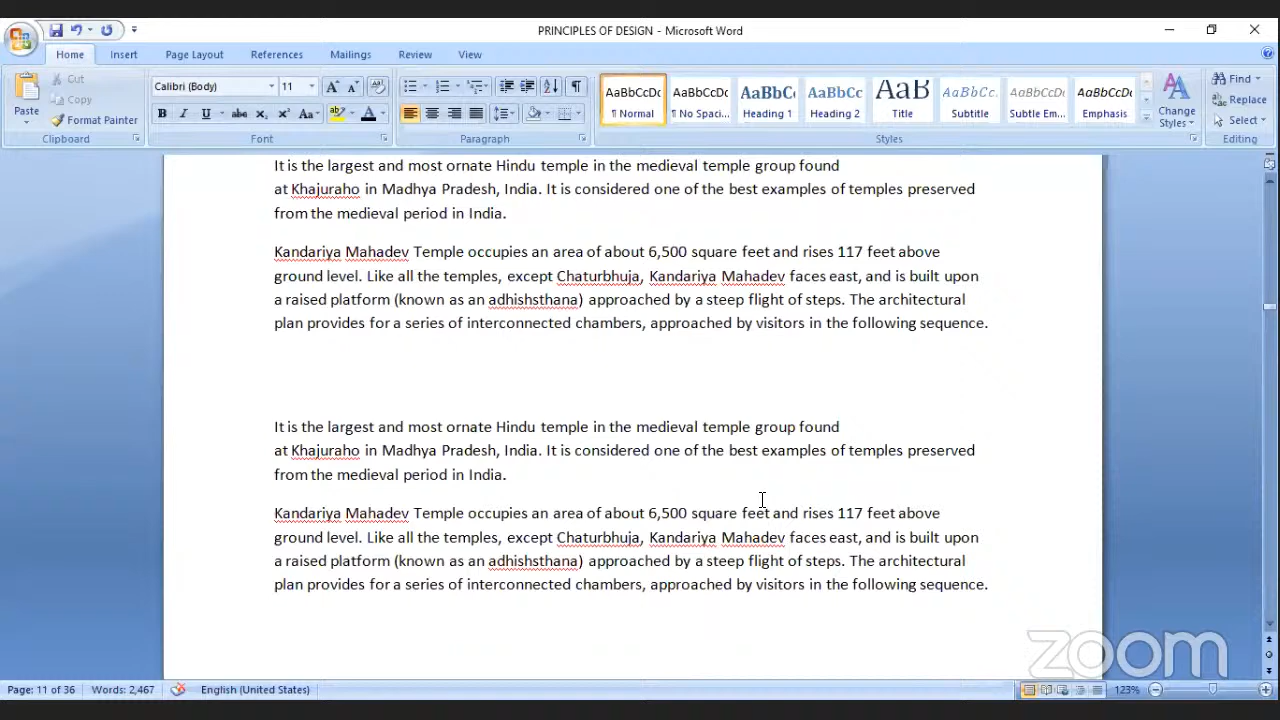 PRINCIPLES OF DESIGN - Microsoft Word
Home Insert Page Layout References Mailings Review View
Paste
Cut
Copy
Format Painter
Clipboard
Calibri (Body) 11
Font
Paragraph
AaBbCcDc AaBbCcDc AaBbC AaBbCc AaB AaBbCc. AaBbCcDc AaBbCcDc
¶ Normal ¶ No Spaci... Heading 1 Heading 2 Title Subtitle Subtle Em... Emphasis
Styles
Change Styles
Find
Replace
Select
Editing
It is the largest and most ornate Hindu temple in the medieval temple group found
at Khajuraho in Madhya Pradesh, India. It is considered one of the best examples of temples preserved
from the medieval period in India.
Kandariya Mahadev Temple occupies an area of about 6,500 square feet and rises 117 feet above
ground level. Like all the temples, except Chaturbhuja, Kandariya Mahadev faces east, and is built upon
a raised platform (known as an adhishsthana) approached by a steep flight of steps. The architectural
plan provides for a series of interconnected chambers, approached by visitors in the following sequence.
It is the largest and most ornate Hindu temple in the medieval temple group found
at Khajuraho in Madhya Pradesh, India. It is considered one of the best examples of temples preserved
from the medieval period in India.
Kandariya Mahadev Temple occupies an area of about 6,500 square feet and rises 117 feet above
ground level. Like all the temples, except Chaturbhuja, Kandariya Mahadev faces east, and is built upon
a raised platform (known as an adhishsthana) approached by a steep flight of steps. The architectural
plan provides for a series of interconnected chambers, approached by visitors in the following sequence.
zoom
Page: 11 of 36 Words: 2,467 English (United States) 123%